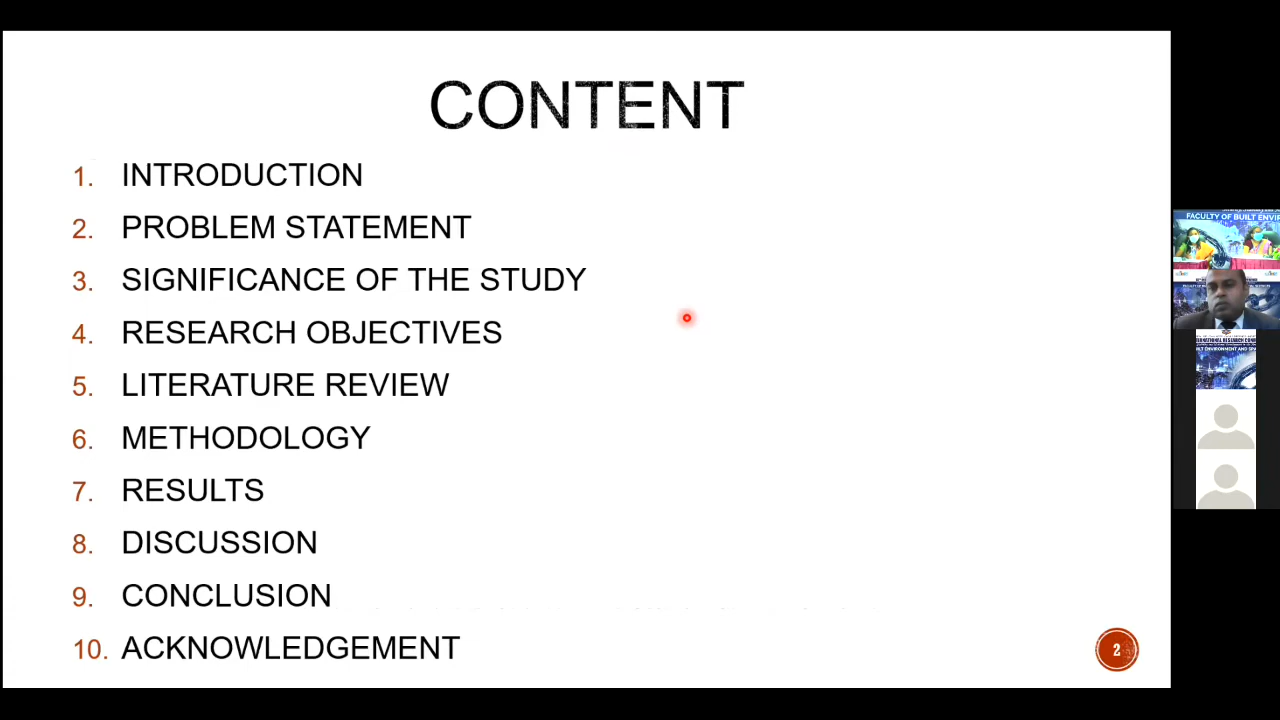 CONTENT
1. INTRODUCTION
2. PROBLEM STATEMENT
3. SIGNIFICANCE OF THE STUDY
4. RESEARCH OBJECTIVES
5. LITERATURE REVIEW
6. METHODOLOGY
7. RESULTS
8. DISCUSSION
9. CONCLUSION
10. ACKNOWLEDGEMENT
2
FACULTY OF BUILT ENVIR